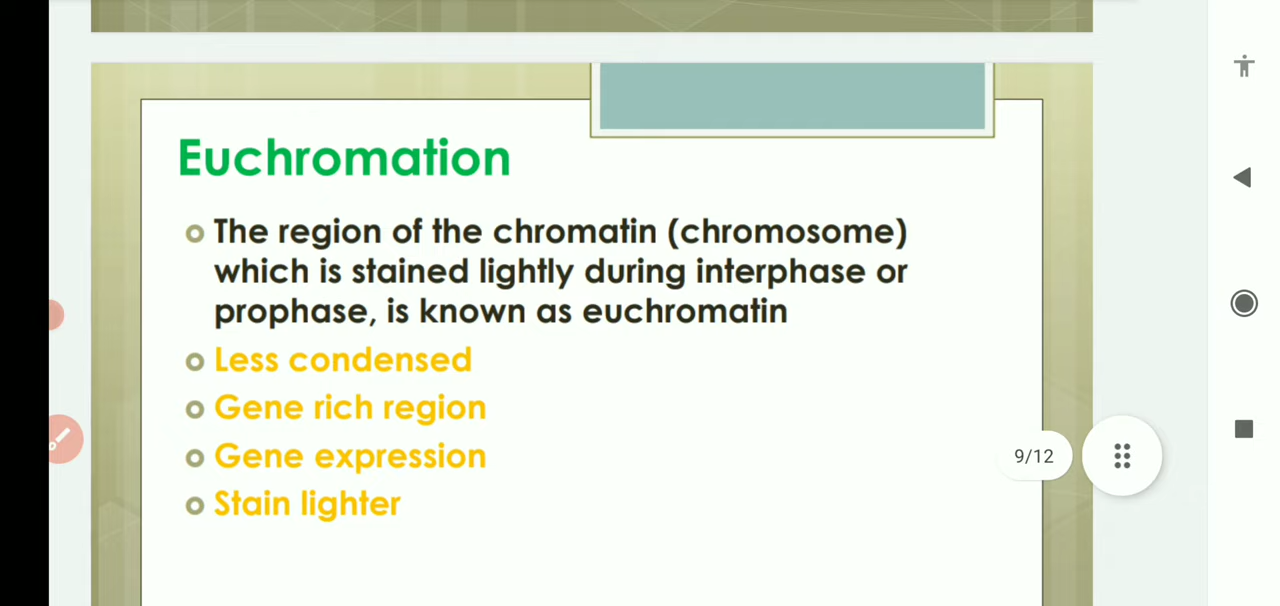 Euchromation
The region of the chromatin (chromosome)
which is stained lightly during interphase or
prophase, is known as euchromatin
Less condensed
Gene rich region
Gene expression
9/12
Stain lighter